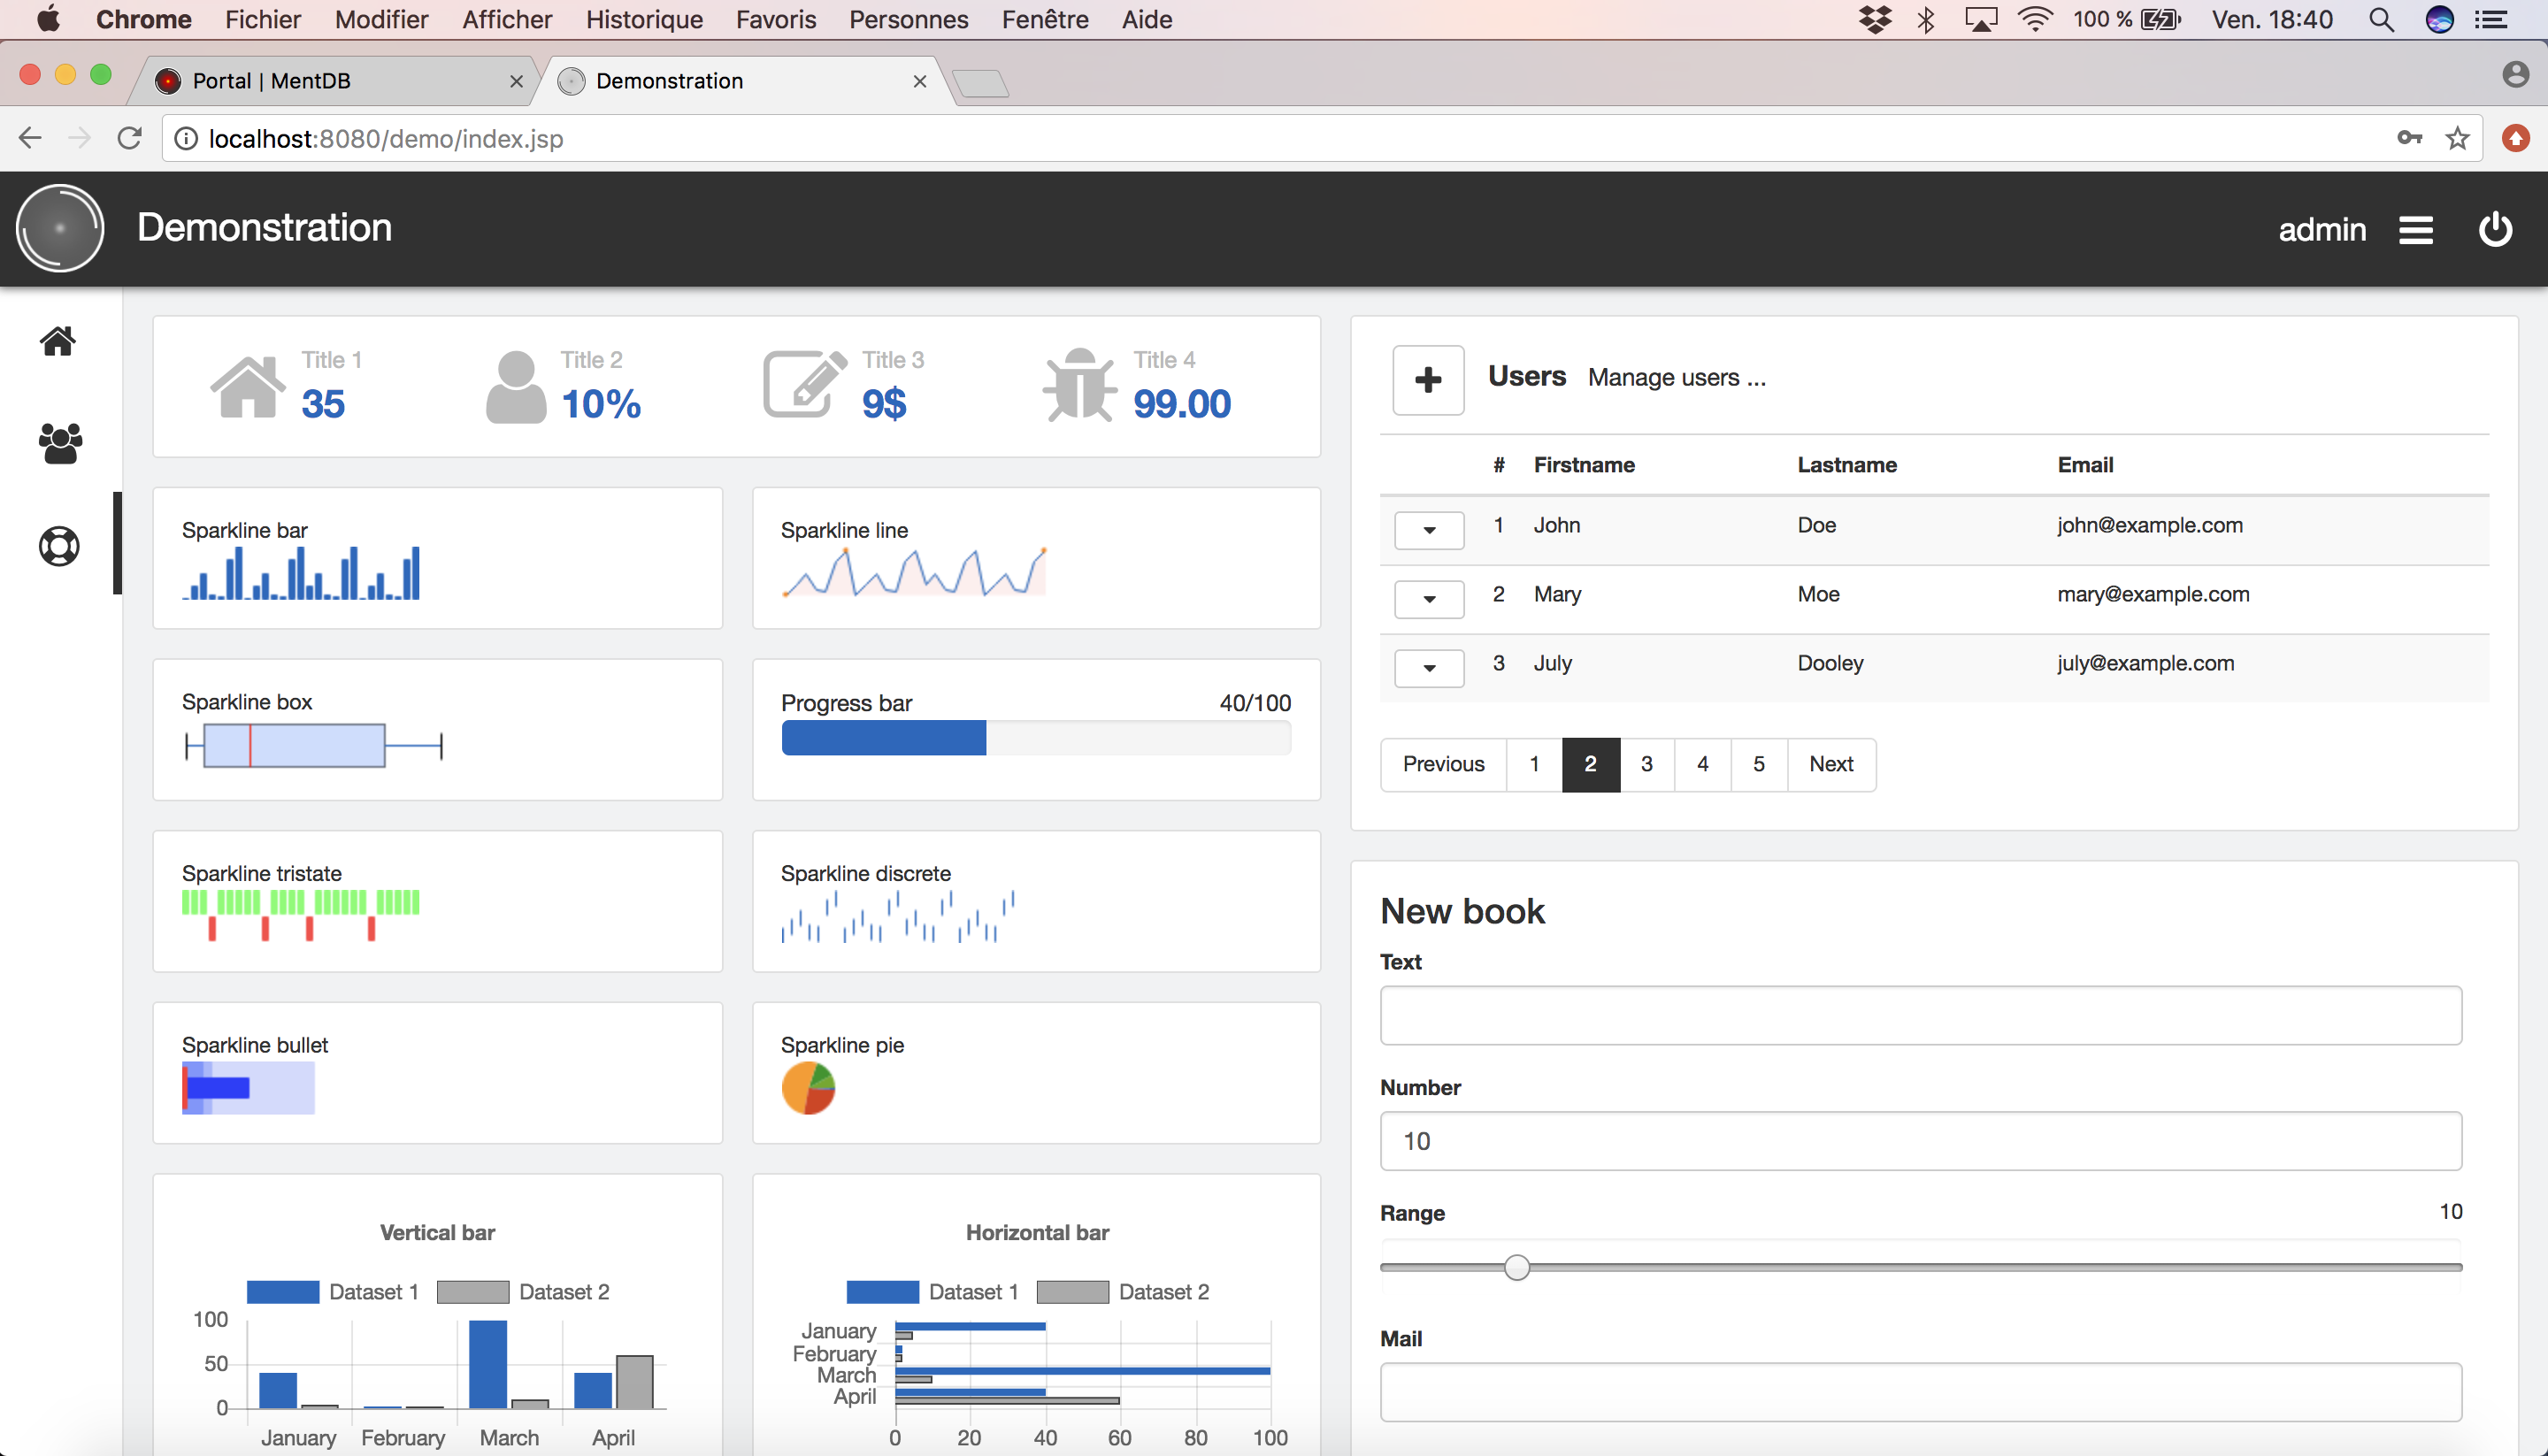 Chrome Fichier Modifier Afficher Historique Favoris Personnes Fenêtre Aide 100 % Ven. 18:40
Portal | MentDB Demonstration
localhost:8080/demo/index.jsp
Demonstration admin
Title 1 Title 2 Title 3 Title 4
35 10% 9$ 99.00
Sparkline bar Sparkline line
Sparkline box Progress bar 40/100
Sparkline tristate Sparkline discrete
Sparkline bullet Sparkline pie
Vertical bar
Dataset 1 Dataset 2
100
50
0
January February March April
Horizontal bar
Dataset 1 Dataset 2
January
February
March
April
0 20 40 60 80 100
Users Manage users ...
# Firstname Lastname Email
1 John Doe john@example.com
2 Mary Moe mary@example.com
3 July Dooley july@example.com
Previous 1 2 3 4 5 Next
New book
Text
Number
10
Range 10
Mail